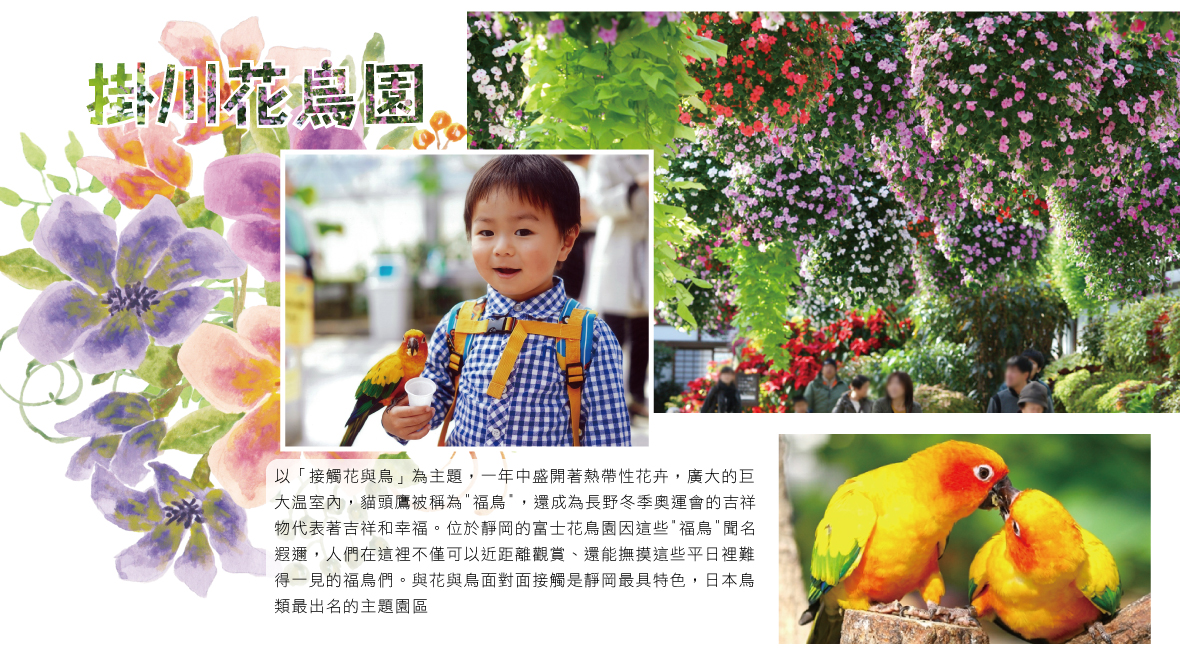 掛川花鳥園
以「接觸花與鳥」為主題，一年中盛開著熱帶性花卉，廣大的巨
大溫室內，貓頭鷹被稱為"福鳥"，還成為長野冬季奧運會的吉祥
物代表著吉祥和幸福。位於靜岡的富士花鳥園因這些"福鳥"聞名
遐邇，人們在這裡不僅可以近距離觀賞、還能撫摸這些平日裡難
得一見的福鳥們。與花與鳥面對面接觸是靜岡最具特色，日本鳥
類最出名的主題園區